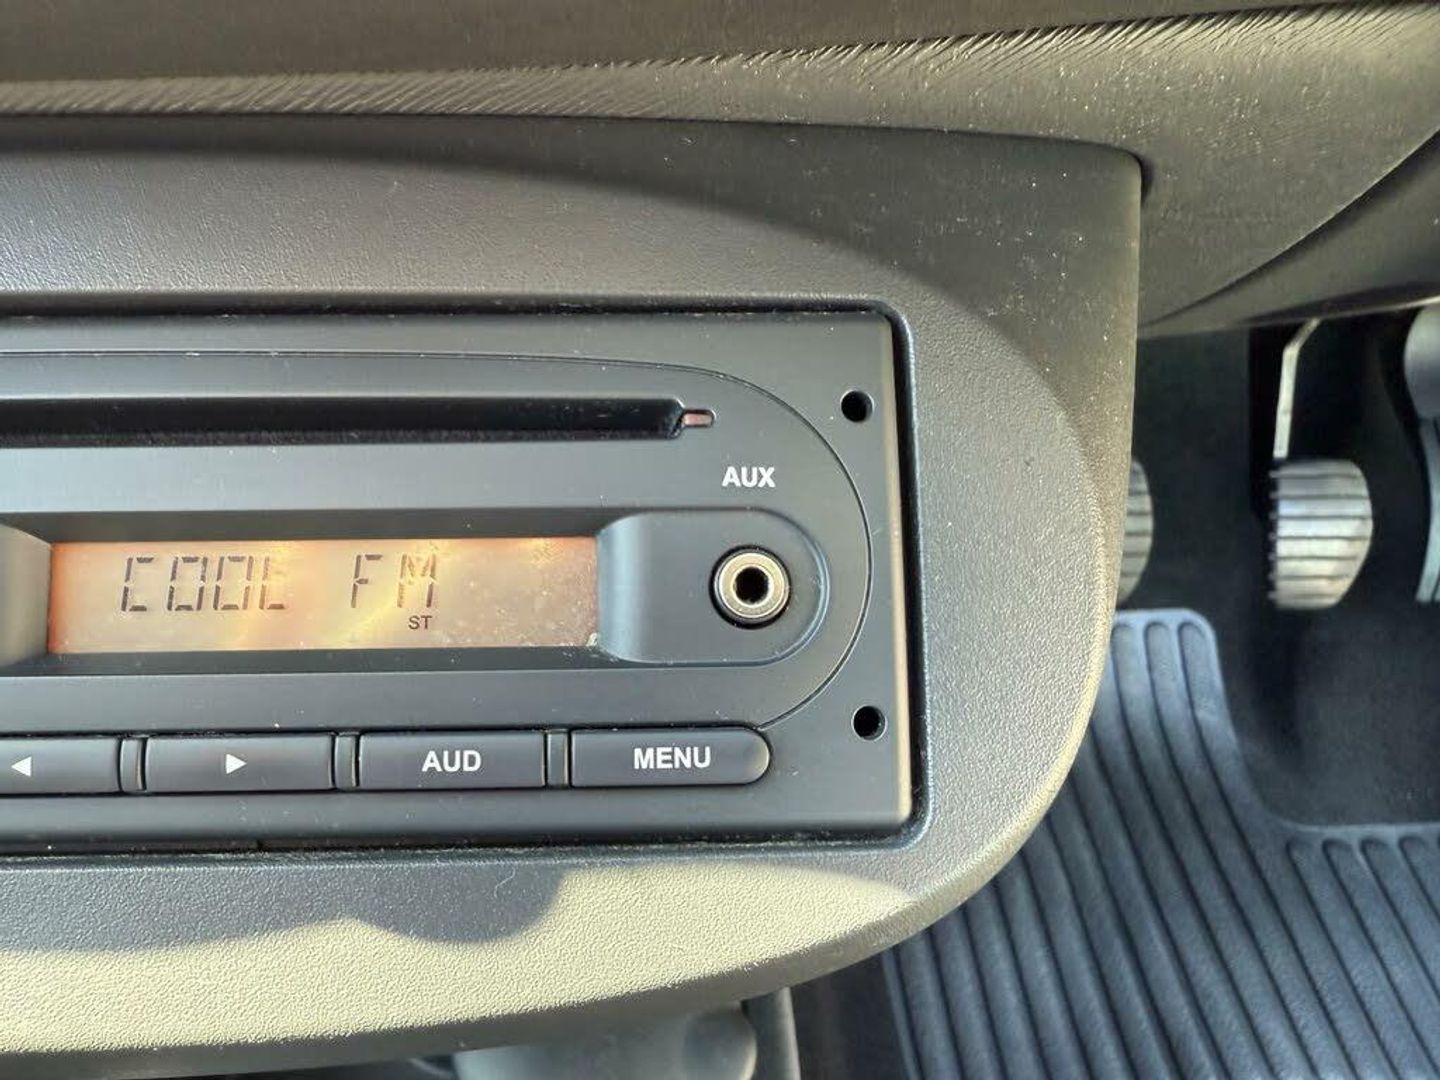 AUX
COOL FM
ST
◄ ► AUD MENU